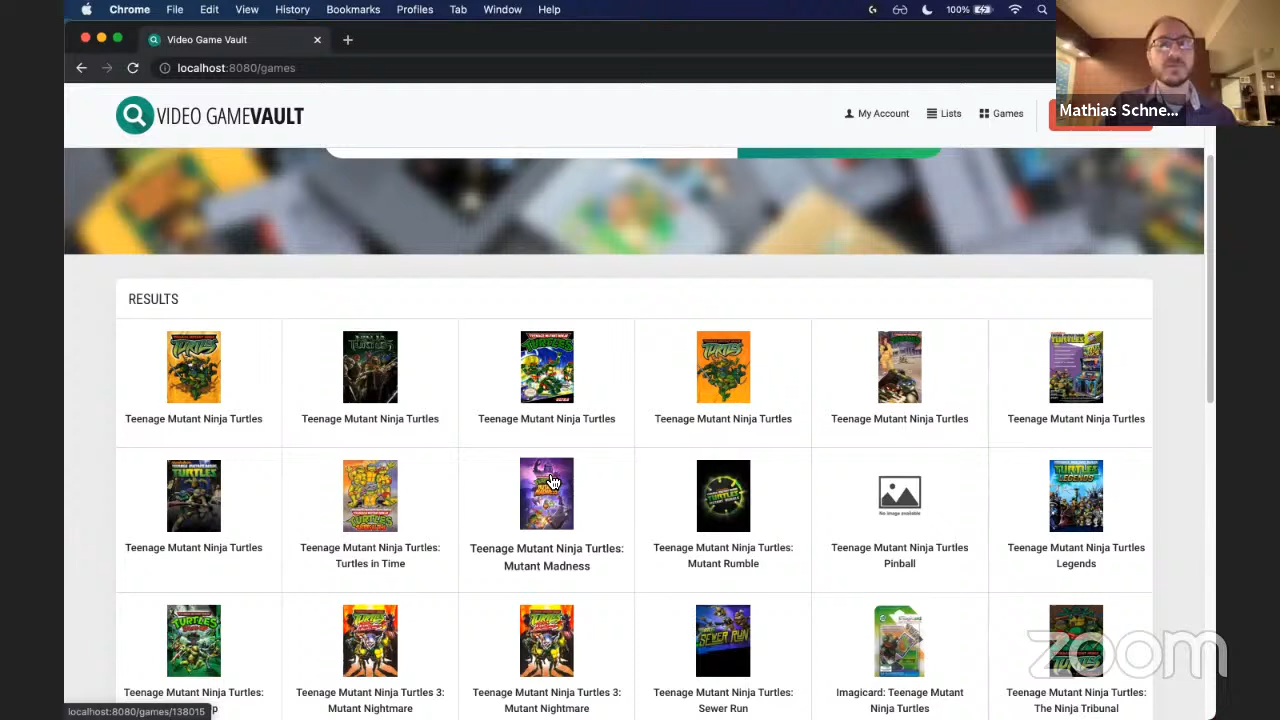 Chrome File Edit View History Bookmarks Profiles Tab Window Help 100%
Video Game Vault
localhost:8080/games
VIDEO GAMEVAULT
My Account Lists Games
Mathias Schne...
RESULTS
Teenage Mutant Ninja Turtles
Teenage Mutant Ninja Turtles
Teenage Mutant Ninja Turtles
Teenage Mutant Ninja Turtles
Teenage Mutant Ninja Turtles
Teenage Mutant Ninja Turtles
Teenage Mutant Ninja Turtles
Teenage Mutant Ninja Turtles:
Turtles in Time
Teenage Mutant Ninja Turtles:
Mutant Madness
Teenage Mutant Ninja Turtles:
Mutant Rumble
No image available
Teenage Mutant Ninja Turtles
Pinball
Teenage Mutant Ninja Turtles
Legends
Teenage Mutant Ninja Turtles:
Teenage Mutant Ninja Turtles 3:
Mutant Nightmare
Teenage Mutant Ninja Turtles 3:
Mutant Nightmare
SEWER RUN
Teenage Mutant Ninja Turtles:
Sewer Run
Imagicard: Teenage Mutant
Ninja Turtles
Teenage Mutant Ninja Turtles:
The Ninja Tribunal
localhost:8080/games/138015
zoom